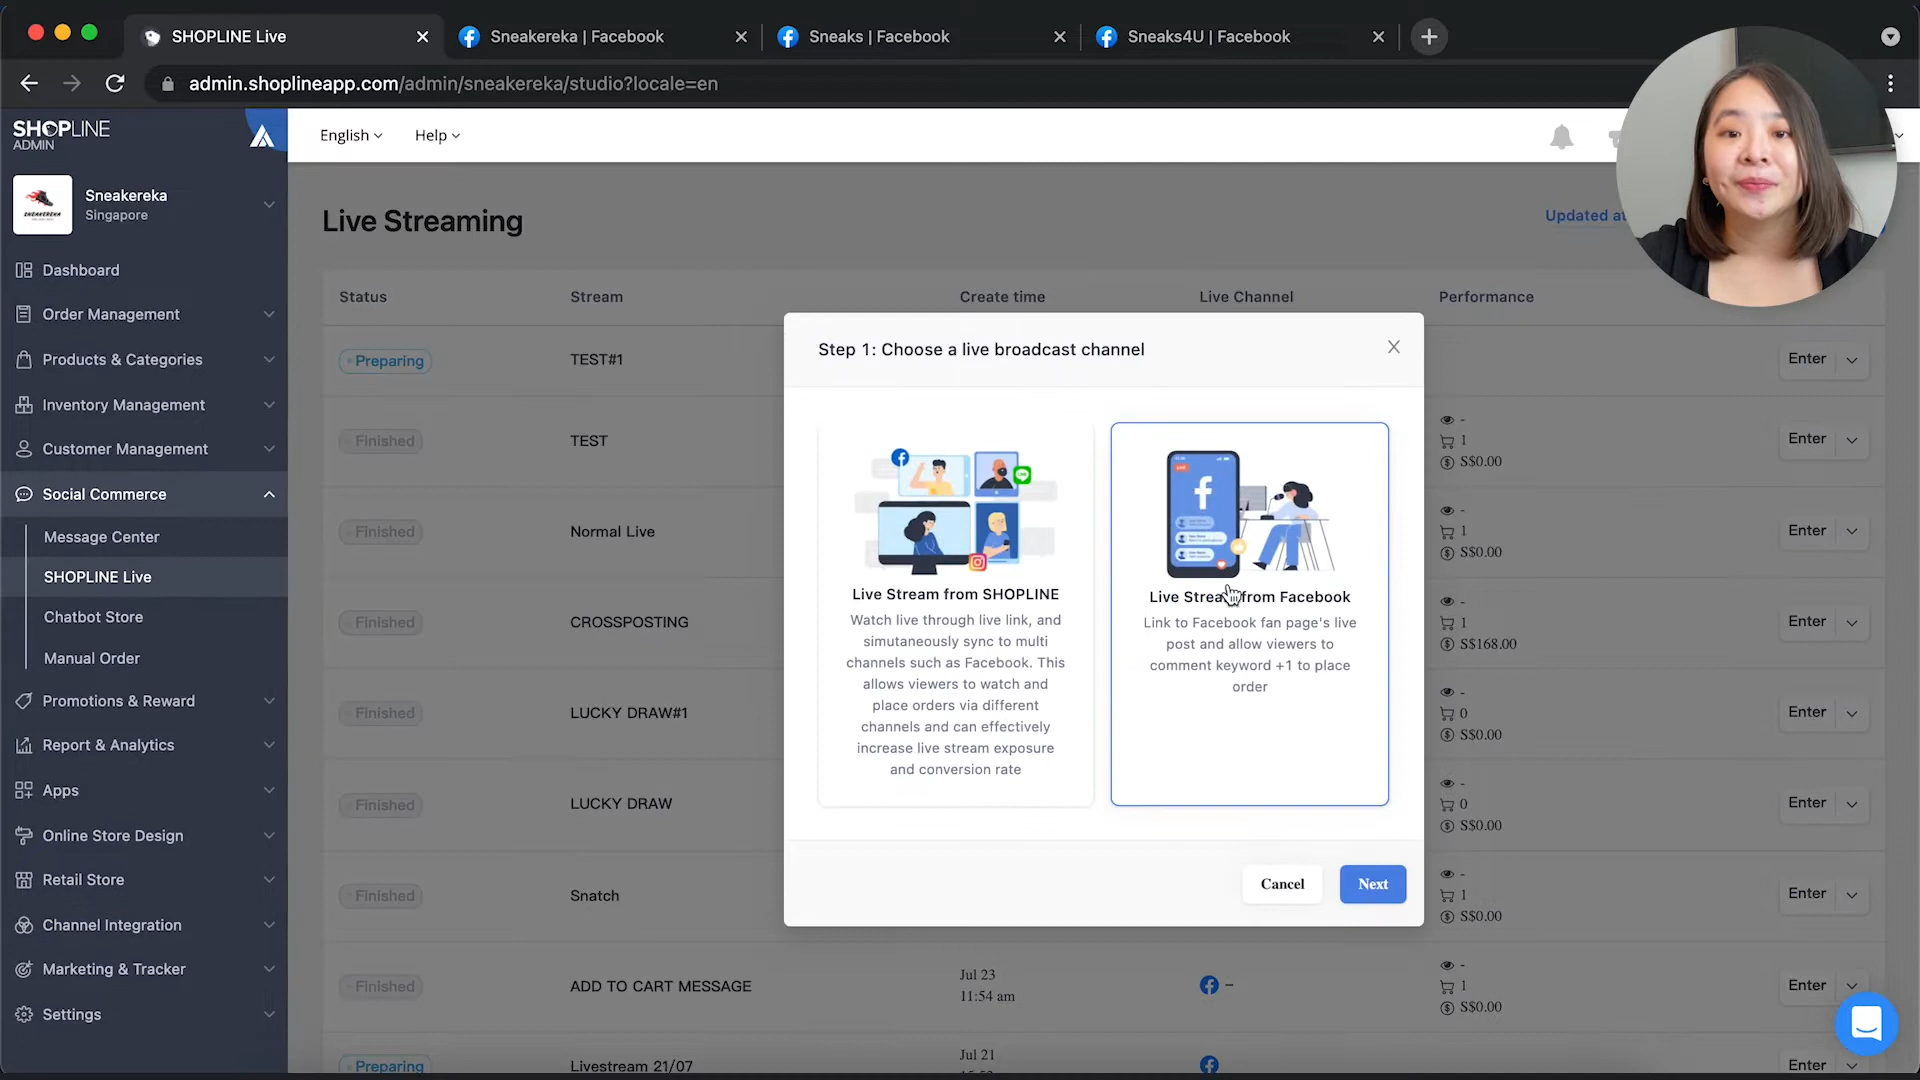 SHOPLINE Live
Sneakereka | Facebook
Sneaks | Facebook
Sneaks4U | Facebook
admin.shoplineapp.com/admin/sneakereka/studio?locale=en
SHOPLINE
ADMIN
English
Help
Sneakereka
Singapore
Dashboard
Order Management
Products & Categories
Inventory Management
Customer Management
Social Commerce
Message Center
SHOPLINE Live
Chatbot Store
Manual Order
Promotions & Reward
Report & Analytics
Apps
Online Store Design
Retail Store
Channel Integration
Marketing & Tracker
Settings
Live Streaming
Updated at
Status Stream Create time Live Channel Performance
Preparing TEST#1 Enter
Finished TEST - 1 S$0.00 Enter
Finished Normal Live - 1 S$0.00 Enter
Finished CROSSPOSTING - 1 S$168.00 Enter
Finished LUCKY DRAW#1 - 0 S$0.00 Enter
Finished LUCKY DRAW - 0 S$0.00 Enter
Finished Snatch - 1 S$0.00 Enter
Finished ADD TO CART MESSAGE Jul 23 11:54 am - - 1 S$0.00 Enter
Preparing Livestream 21/07 Jul 21 Enter
Step 1: Choose a live broadcast channel
Live Stream from SHOPLINE
Watch live through live link, and
simutaneously sync to multi
channels such as Facebook. This
allows viewers to watch and
place orders via different
channels and can effectively
increase live stream exposure
and conversion rate
Live Stream from Facebook
Link to Facebook fan page's live
post and allow viewers to
comment keyword +1 to place
order
Cancel
Next